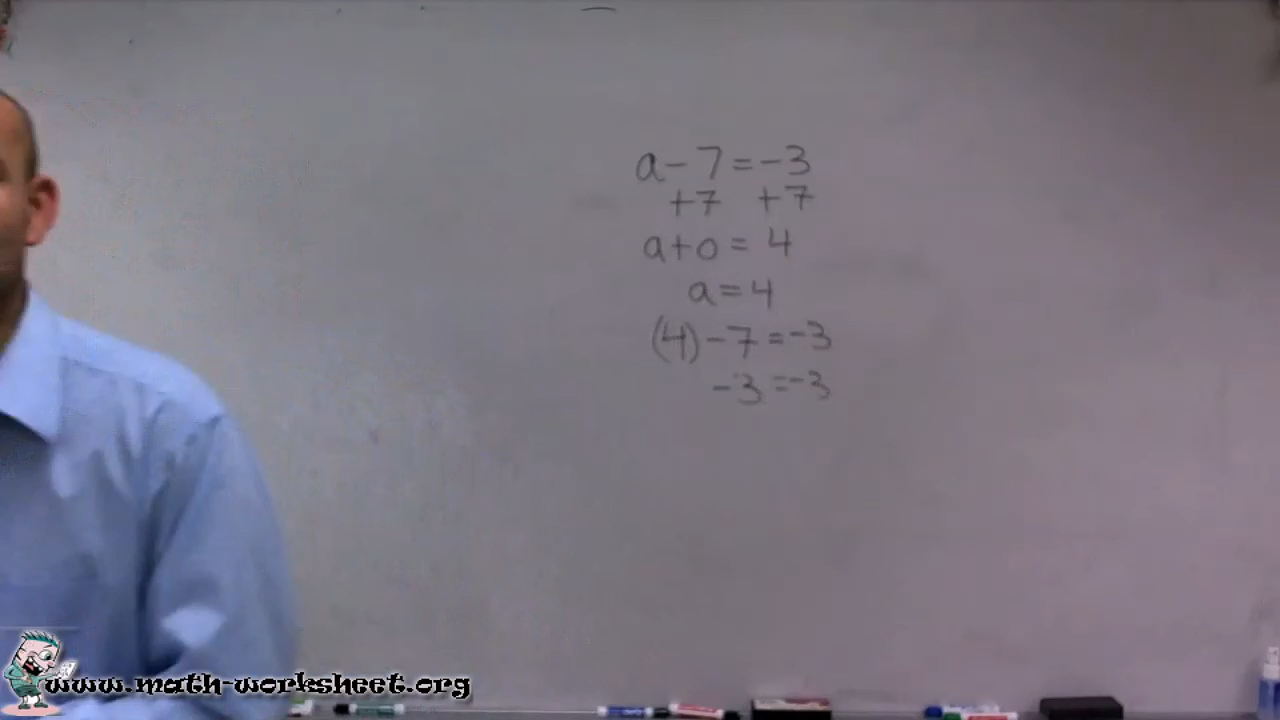 a - 7 = -3
+7 +7
a + 0 = 4
a = 4
(4) - 7 = -3
-3 = -3
www.math-worksheet.org